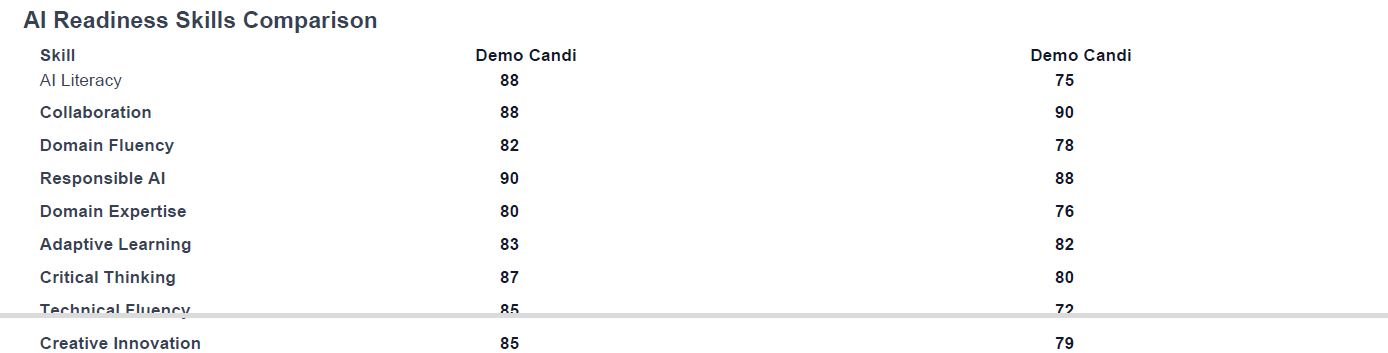 AI Readiness Skills Comparison
Skill Demo Candi Demo Candi
AI Literacy 88 75
Collaboration 88 90
Domain Fluency 82 78
Responsible AI 90 88
Domain Expertise 80 76
Adaptive Learning 83 82
Critical Thinking 87 80
Technical Fluency 85 72
Creative Innovation 85 79